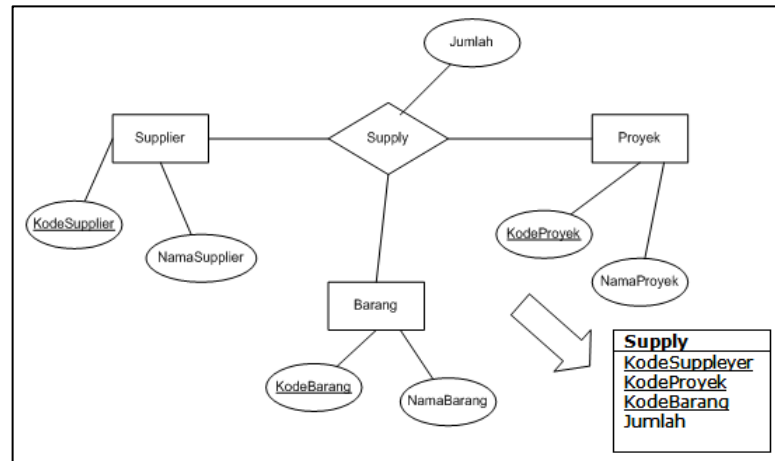 Jumlah
Supplier
Supply
Proyek
KodeSupplier
NamaSupplier
KodeProyek
NamaProyek
Barang
KodeBarang
NamaBarang
Supply
KodeSuppleyer
KodeProyek
KodeBarang
Jumlah